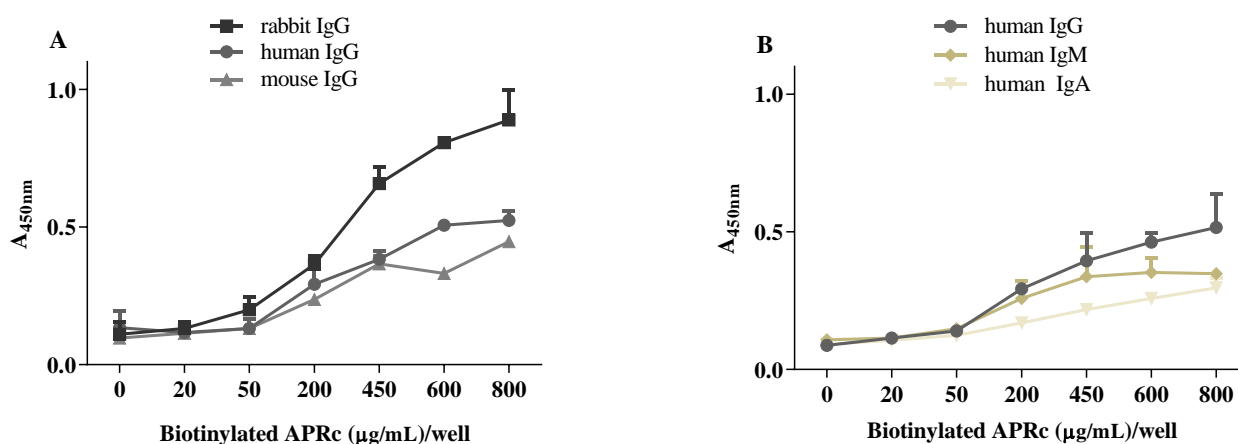 A
rabbit IgG
human IgG
mouse IgG
1.0
0.5
0.0
A450nm
0 20 50 200 450 600 800
Biotinylated APRc (μg/mL)/well
B
human IgG
human IgM
human IgA
1.0
0.5
0.0
A450nm
0 20 50 200 450 600 800
Biotinylated APRc (μg/mL)/well